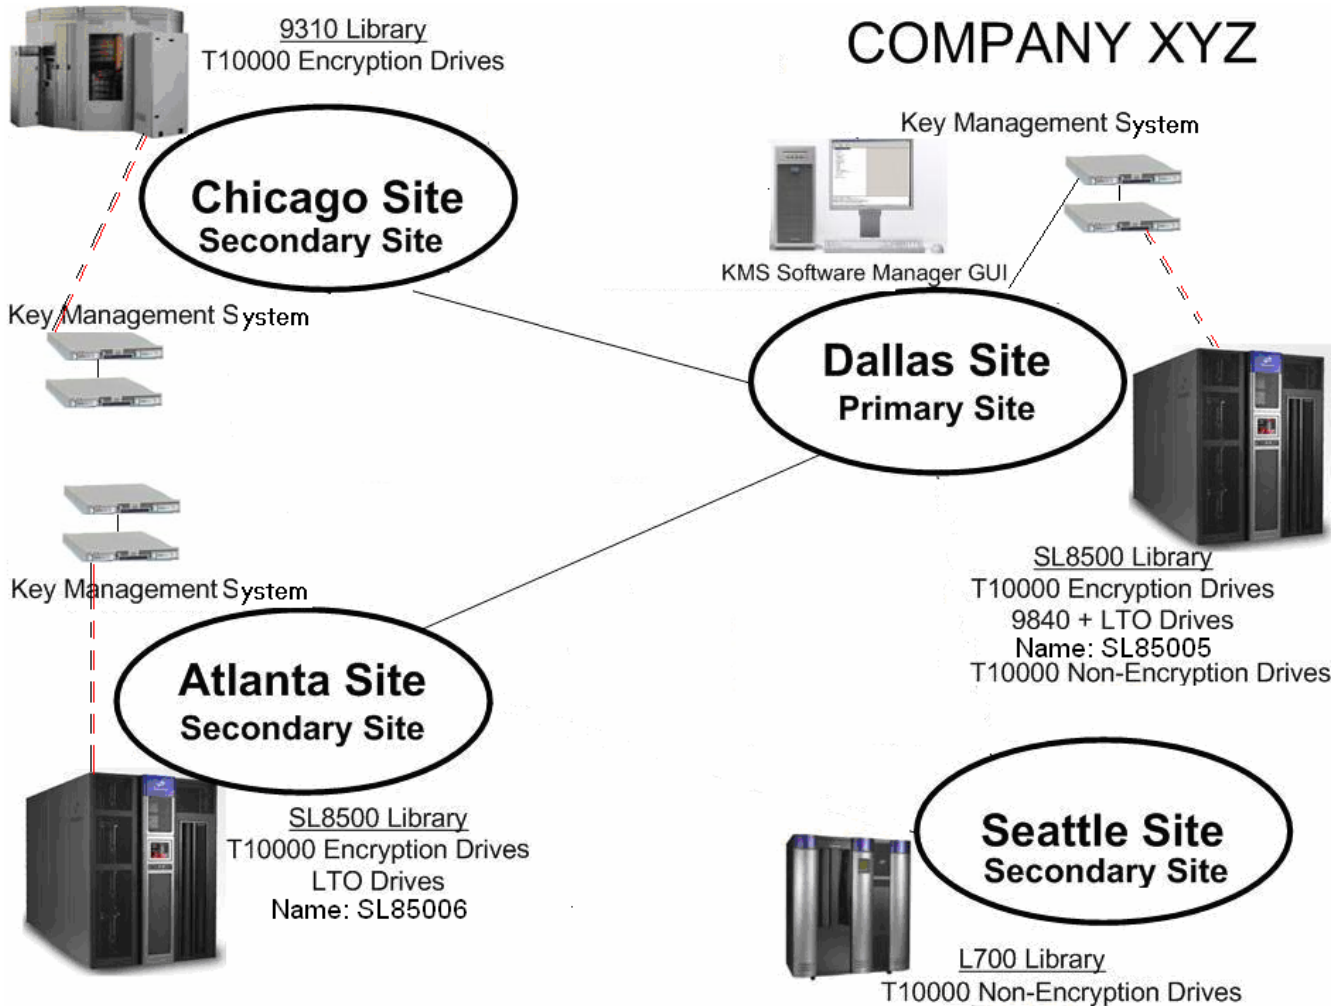 9310 Library
T10000 Encryption Drives
COMPANY XYZ
Key Management System
Chicago Site
Secondary Site
KMS Software Manager GUI
Key Management System
Dallas Site
Primary Site
SL8500 Library
T10000 Encryption Drives
9840 + LTO Drives
Name: SL85005
T10000 Non-Encryption Drives
Key Management System
Atlanta Site
Secondary Site
SL8500 Library
T10000 Encryption Drives
LTO Drives
Name: SL85006
Seattle Site
Secondary Site
L700 Library
T10000 Non-Encryption Drives